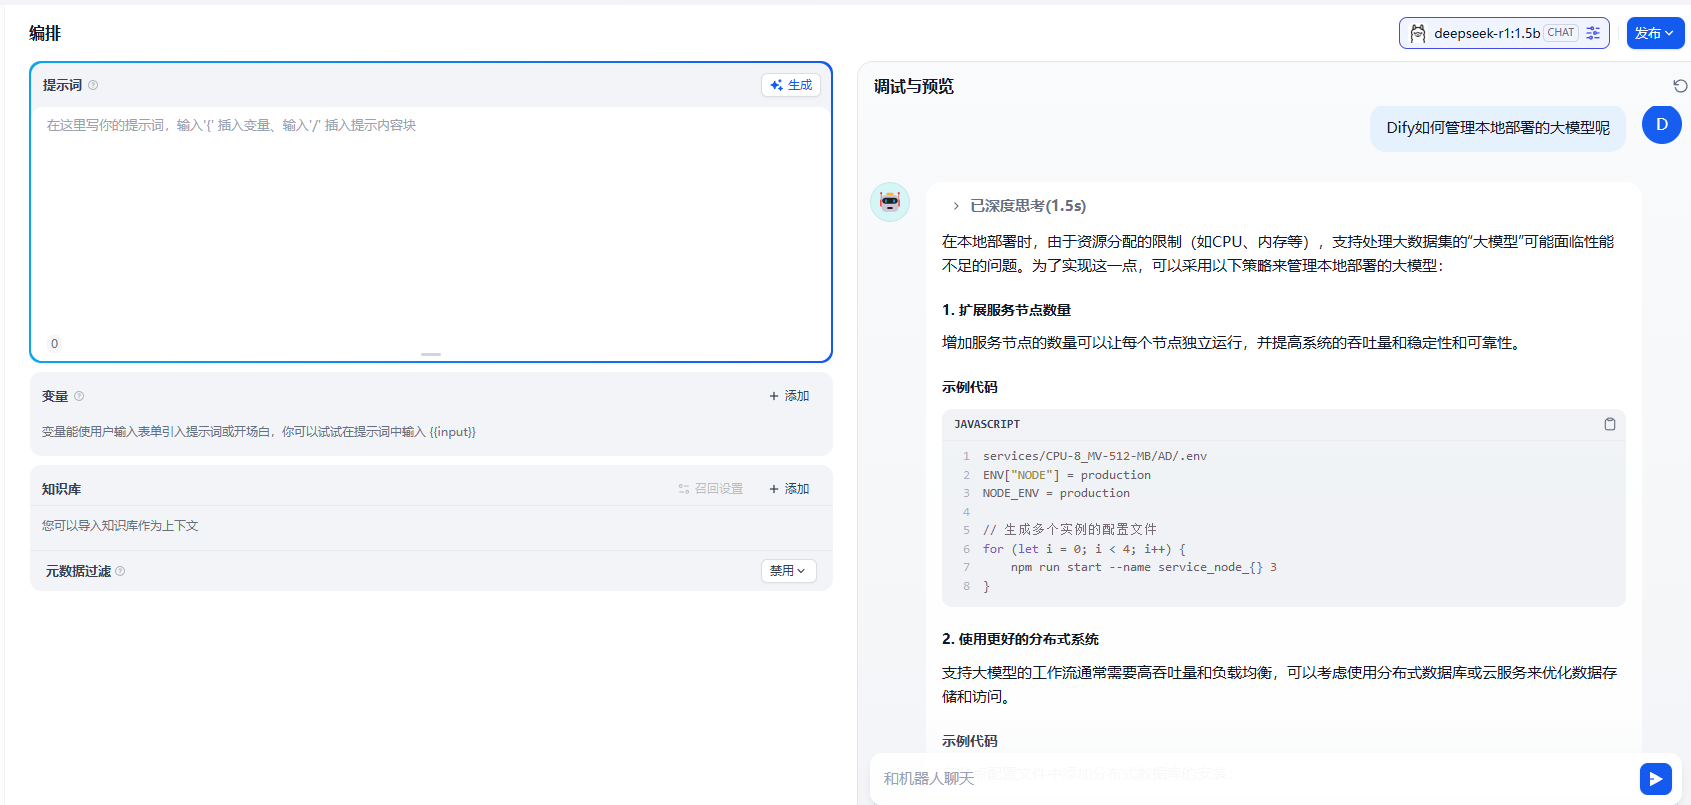 编排
deepseek-r1:1.5b CHAT
发布
提示词
生成
在这里写你的提示词，输入'{' 插入变量、输入'/' 插入提示内容块
0
变量
+ 添加
变量能使用户输入表单引入提示词或开场白，你可以试试在提示词中输入 {{input}}
知识库
召回设置
+ 添加
您可以导入知识库作为上下文
元数据过滤
禁用
调试与预览
Dify如何管理本地部署的大模型呢
D
已深度思考(1.5s)
在本地部署时，由于资源分配的限制（如CPU、内存等），支持处理大数据集的“大模型”可能面临性能
不足的问题。为了实现这一点，可以采用以下策略来管理本地部署的大模型：
1. 扩展服务节点数量
增加服务节点的数量可以让每个节点独立运行，并提高系统的吞吐量和稳定性和可靠性。
示例代码
JAVASCRIPT
1 services/CPU-8_MV-512-MB/AD/.env
2 ENV["NODE"] = production
3 NODE_ENV = production
4
5 // 生成多个实例的配置文件
6 for (let i = 0; i < 4; i++) {
7 npm run start --name service_node_{} 3
8 }
2. 使用更好的分布式系统
支持大模型的工作流通常需要高吞吐量和负载均衡，可以考虑使用分布式数据库或云服务来优化数据存
储和访问。
示例代码
和机器人聊天